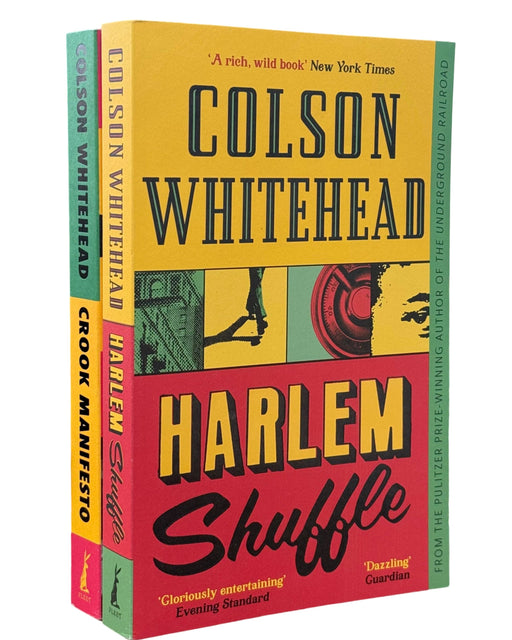 'A rich, wild book' New York Times
COLSON
WHITEHEAD
HARLEM
Shuffle
'Gloriously entertaining'
Evening Standard
'Dazzling'
Guardian
FROM THE PULITZER PRIZE-WINNING AUTHOR OF THE UNDERGROUND RAILROAD
COLSON WHITEHEAD HARLEM Shuffle
FLEET
COLSON WHITEHEAD CROOK MANIFESTO
FLEET